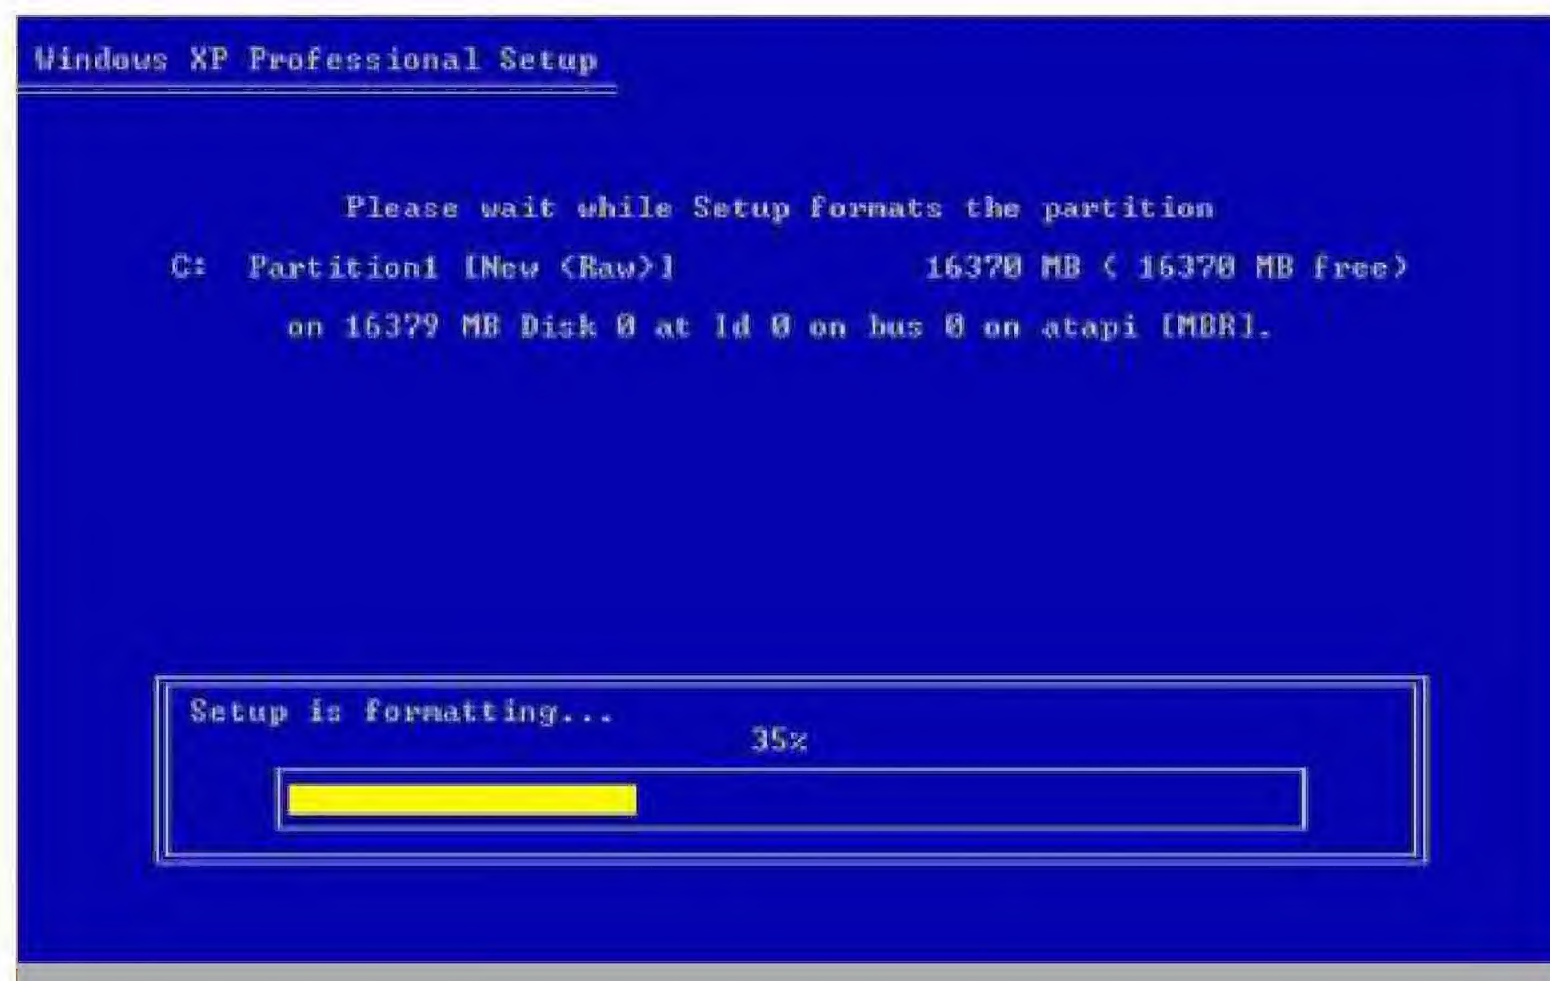 Windows XP Professional Setup
Please wait while Setup formats the partition
C: Partition1 [New (Raw)] 16370 MB ( 16370 MB free)
on 16379 MB Disk 0 at Id 0 on bus 0 on atapi [MBR].
Setup is formatting...
35%